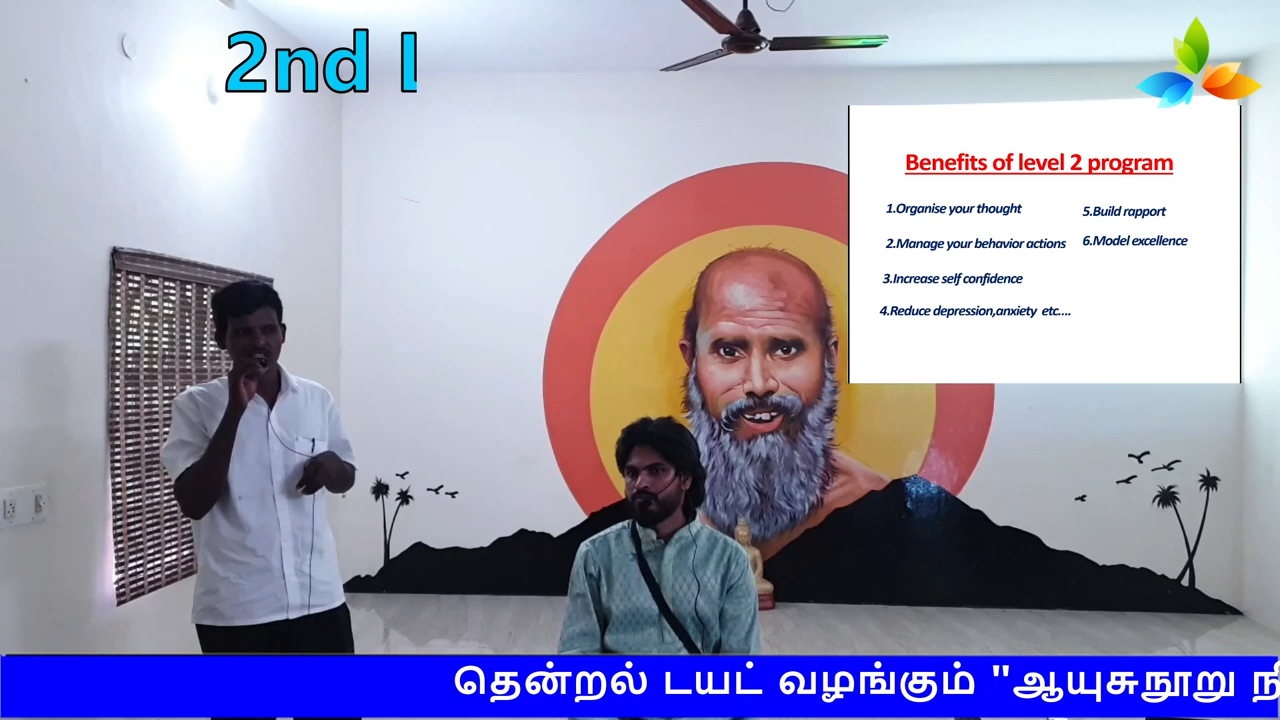 2nd
Benefits of level 2 program
1.Organise your thought
2.Manage your behavior actions
3.Increase self confidence
4.Reduce depression,anxiety etc....
5.Build rapport
6.Model excellence
தென்றல் டயட் வழங்கும் "ஆயுசுநூறு